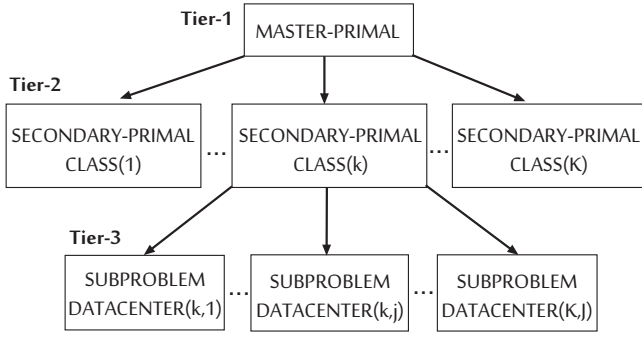 Tier-1
MASTER-PRIMAL
Tier-2
SECONDARY-PRIMAL
CLASS(1)
...
SECONDARY-PRIMAL
CLASS(k)
...
SECONDARY-PRIMAL
CLASS(K)
Tier-3
SUBPROBLEM
DATACENTER(k,1)
...
SUBPROBLEM
DATACENTER(k,j)
...
SUBPROBLEM
DATACENTER(K,J)